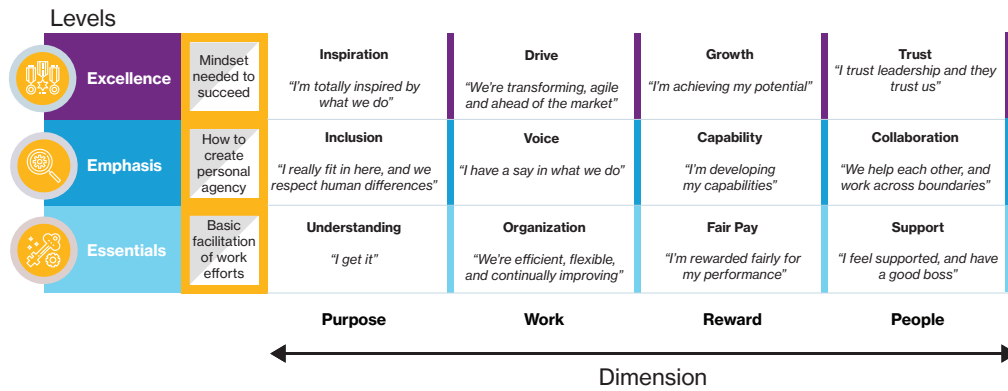 Levels
Excellence
Mindset
needed to
succeed
Inspiration
“I’m totally inspired by
what we do”
Drive
“We’re transforming, agile
and ahead of the market”
Growth
“I’m achieving my potential”
Trust
“I trust leadership and they
trust us”
Emphasis
How to
create
personal
agency
Inclusion
“I really fit in here, and we
respect human differences”
Voice
“I have a say in what we do”
Capability
“I’m developing
my capabilities”
Collaboration
“We help each other, and
work across boundaries”
Essentials
Basic
facilitation
of work
efforts
Understanding
“I get it”
Organization
“We’re efficient, flexible,
and continually improving”
Fair Pay
“I’m rewarded fairly for
my performance”
Support
“I feel supported, and have
a good boss”
Purpose
Work
Reward
People
Dimension